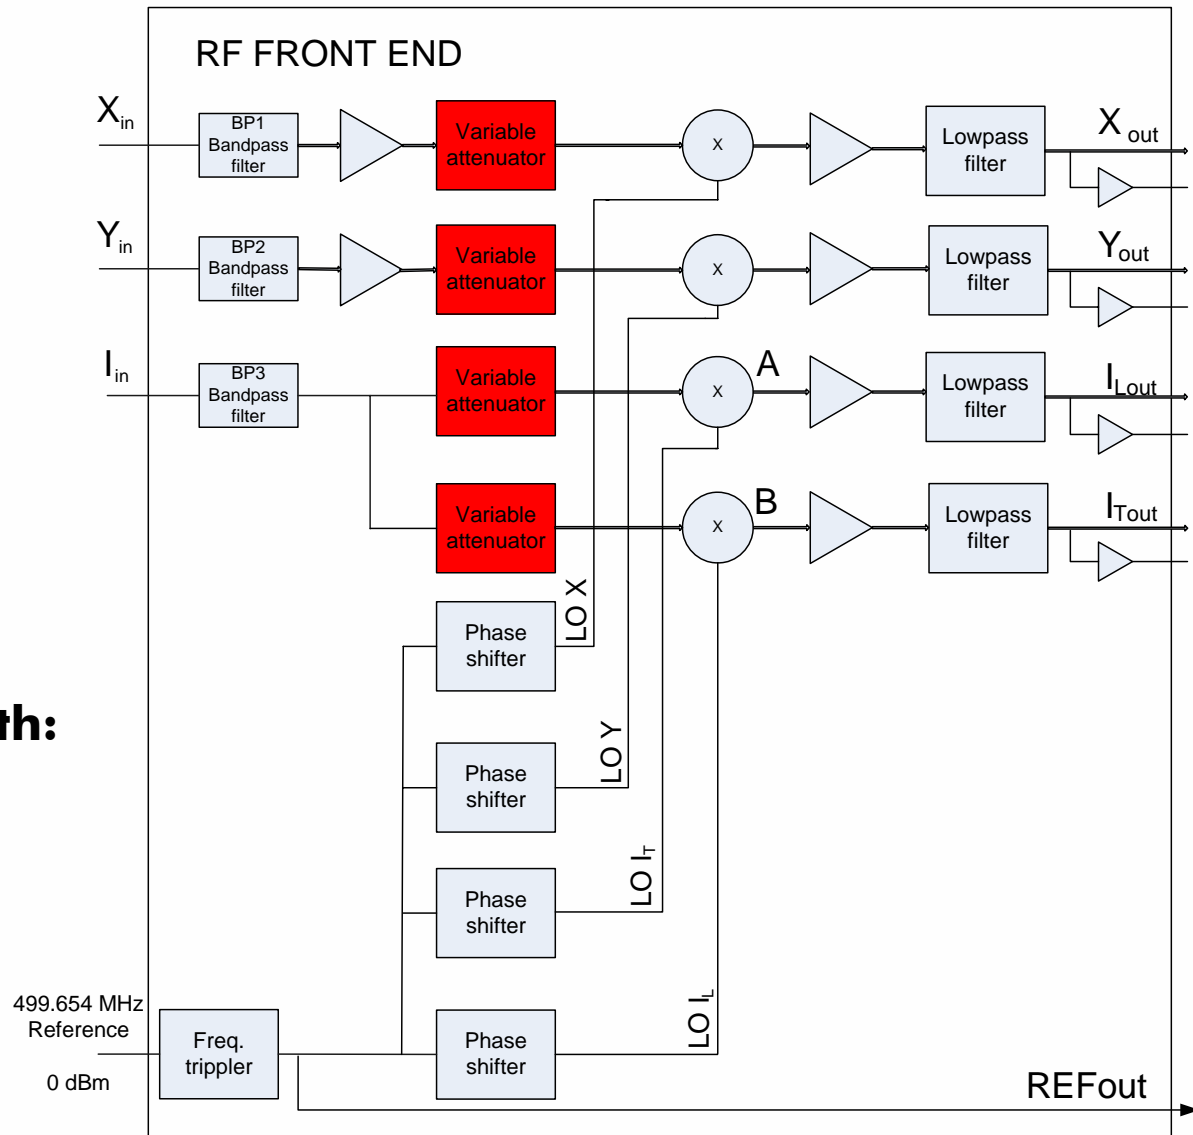 RF FRONT END
Xin
BP1
Bandpass
filter
Variable
attenuator
X
Lowpass
filter
X out
Yin
BP2
Bandpass
filter
Variable
attenuator
X
Lowpass
filter
Yout
Iin
BP3
Bandpass
filter
Variable
attenuator
X
A
Lowpass
filter
ILout
Variable
attenuator
X
B
Lowpass
filter
ITout
Phase
shifter
LO X
th:
Phase
shifter
LO Y
Phase
shifter
LO IT
499.654 MHz
Reference
0 dBm
Freq.
trippler
Phase
shifter
LO IL
REFout